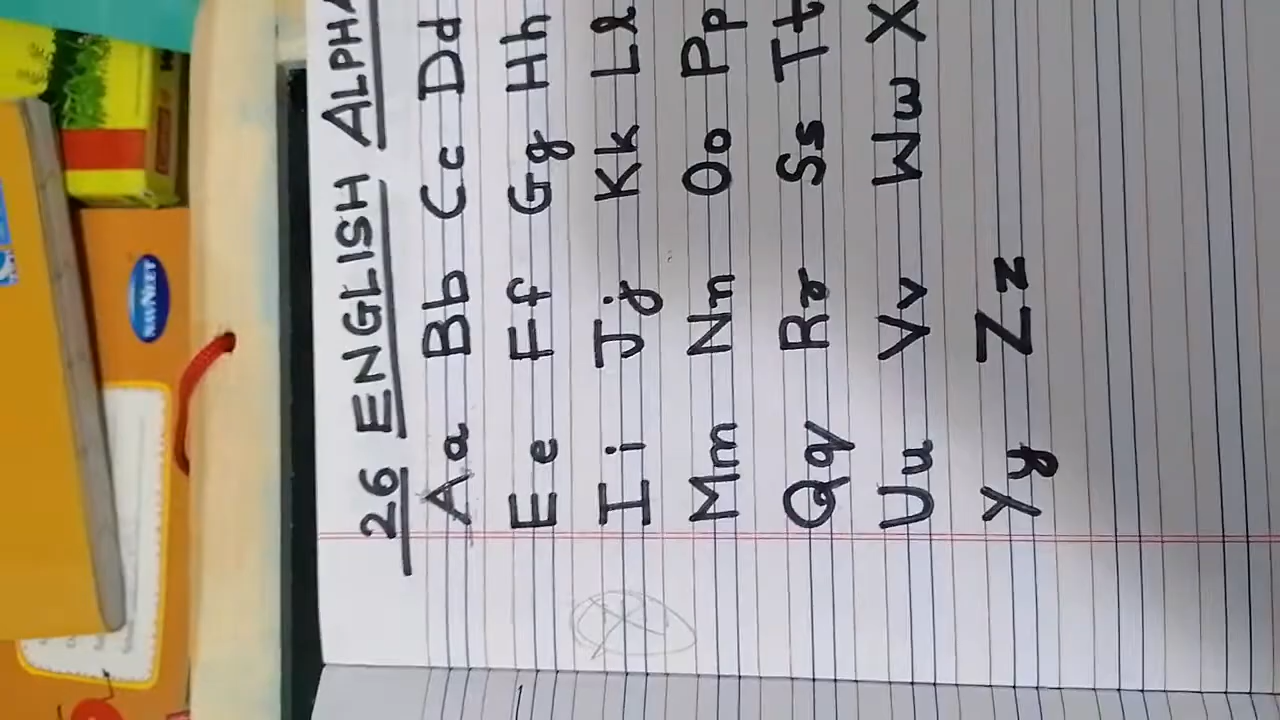 26 ENGLISH ALPHA
Aa Bb Cc Dd
Ee Ff Gg Hh
Ii Jj Kk Ll
Mm Nn Oo Pp
Qq Rr Ss Tt
Uu Vv Ww X
Yy Zz
NAVNEET